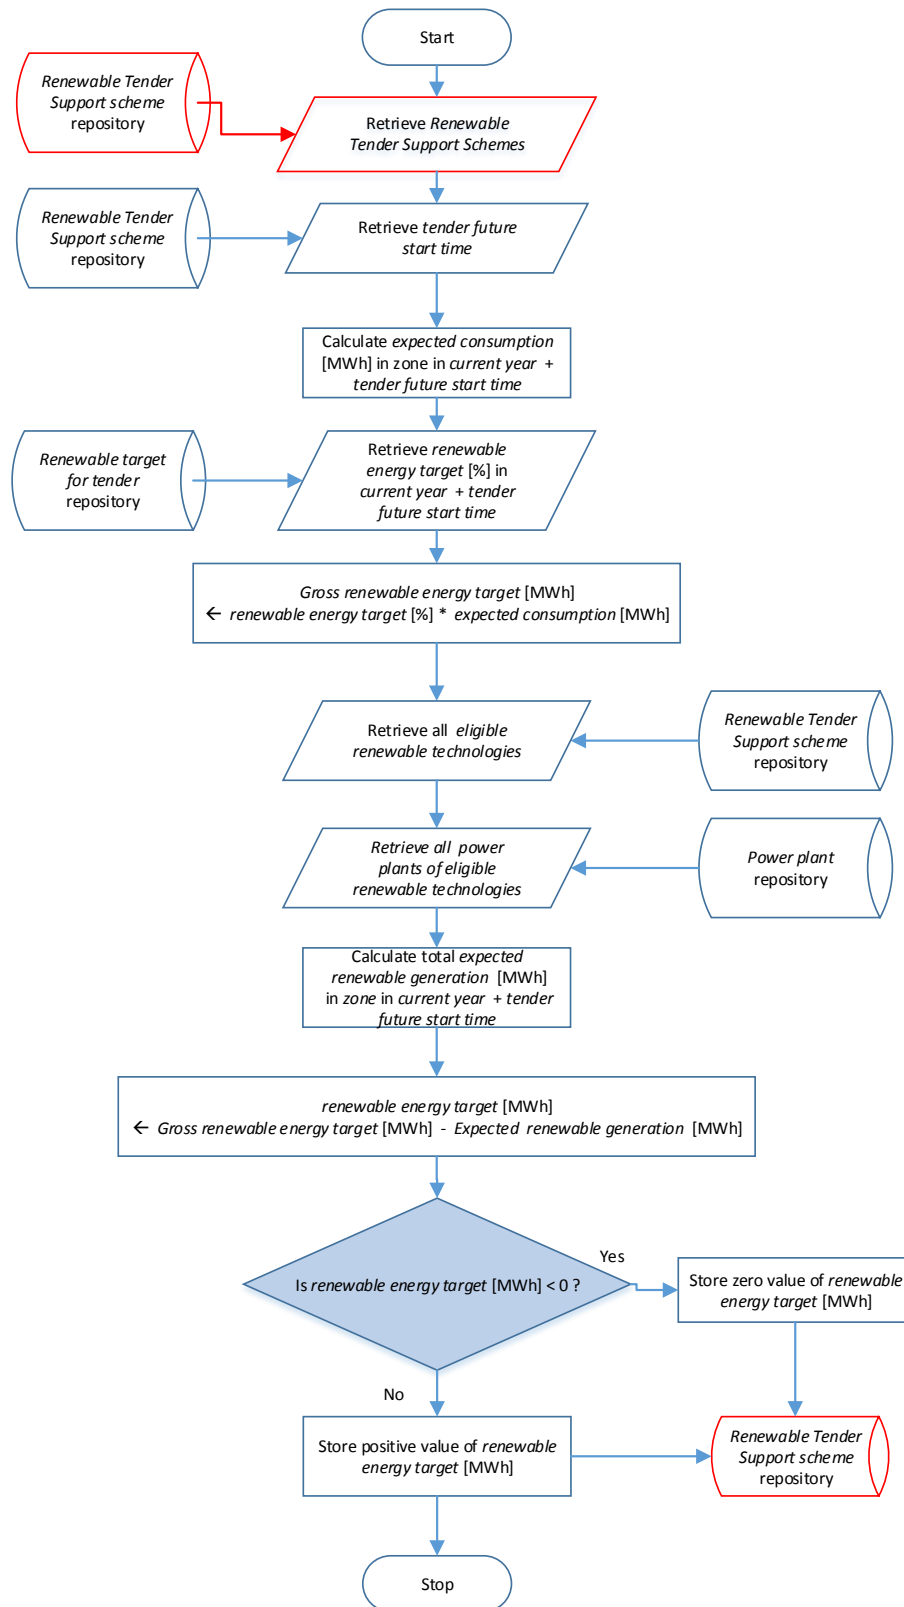 Start
Renewable Tender
Support scheme
repository
Retrieve Renewable
Tender Support Schemes
Renewable Tender
Support scheme
repository
Retrieve tender future
start time
Calculate expected consumption
[MWh] in zone in current year +
tender future start time
Renewable target
for tender
repository
Retrieve renewable
energy target [%] in
current year + tender
future start time
Gross renewable energy target [MWh]
← renewable energy target [%] * expected consumption [MWh]
Retrieve all eligible
renewable technologies
Renewable Tender
Support scheme
repository
Retrieve all power
plants of eligible
renewable technologies
Power plant
repository
Calculate total expected
renewable generation [MWh]
in zone in current year + tender
future start time
renewable energy target [MWh]
← Gross renewable energy target [MWh] - Expected renewable generation [MWh]
Is renewable energy target [MWh] < 0 ?
Yes
Store zero value of renewable
energy target [MWh]
No
Store positive value of renewable
energy target [MWh]
Renewable Tender
Support scheme
repository
Stop